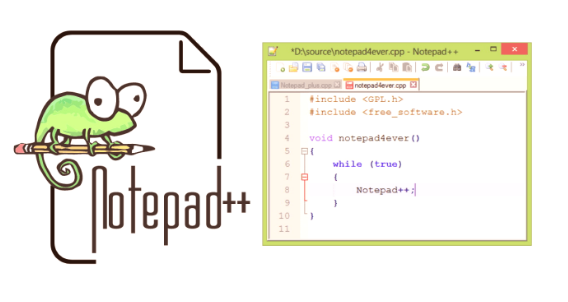 Notepad++
*D:\source\notepad4ever.cpp - Notepad++
Notepad_plus.cpp
notepad4ever.cpp
1 #include <GPL.h>
2 #include <free_software.h>
3
4 void notepad4ever()
5 {
6 while (true)
7 {
8 Notepad++;
9 }
10 }
11